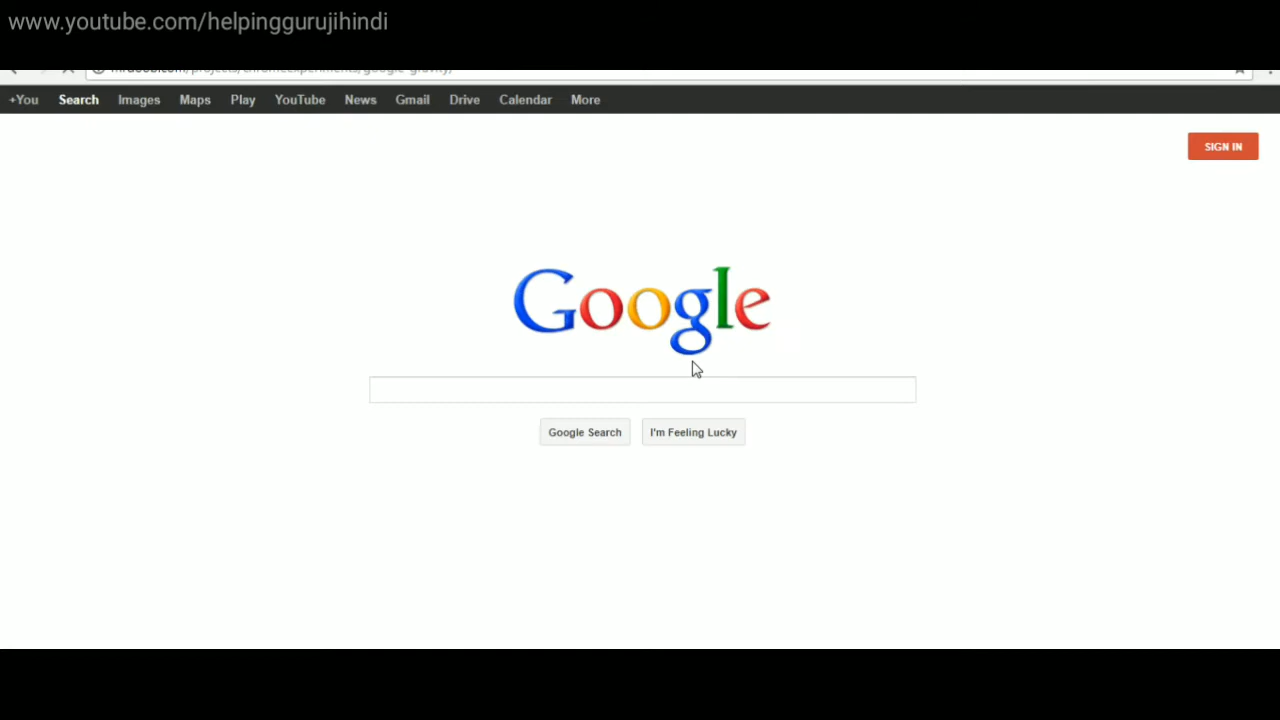 www.youtube.com/helpinggurujihindi
+You Search Images Maps Play YouTube News Gmail Drive Calendar More
SIGN IN
Google
Google Search I'm Feeling Lucky